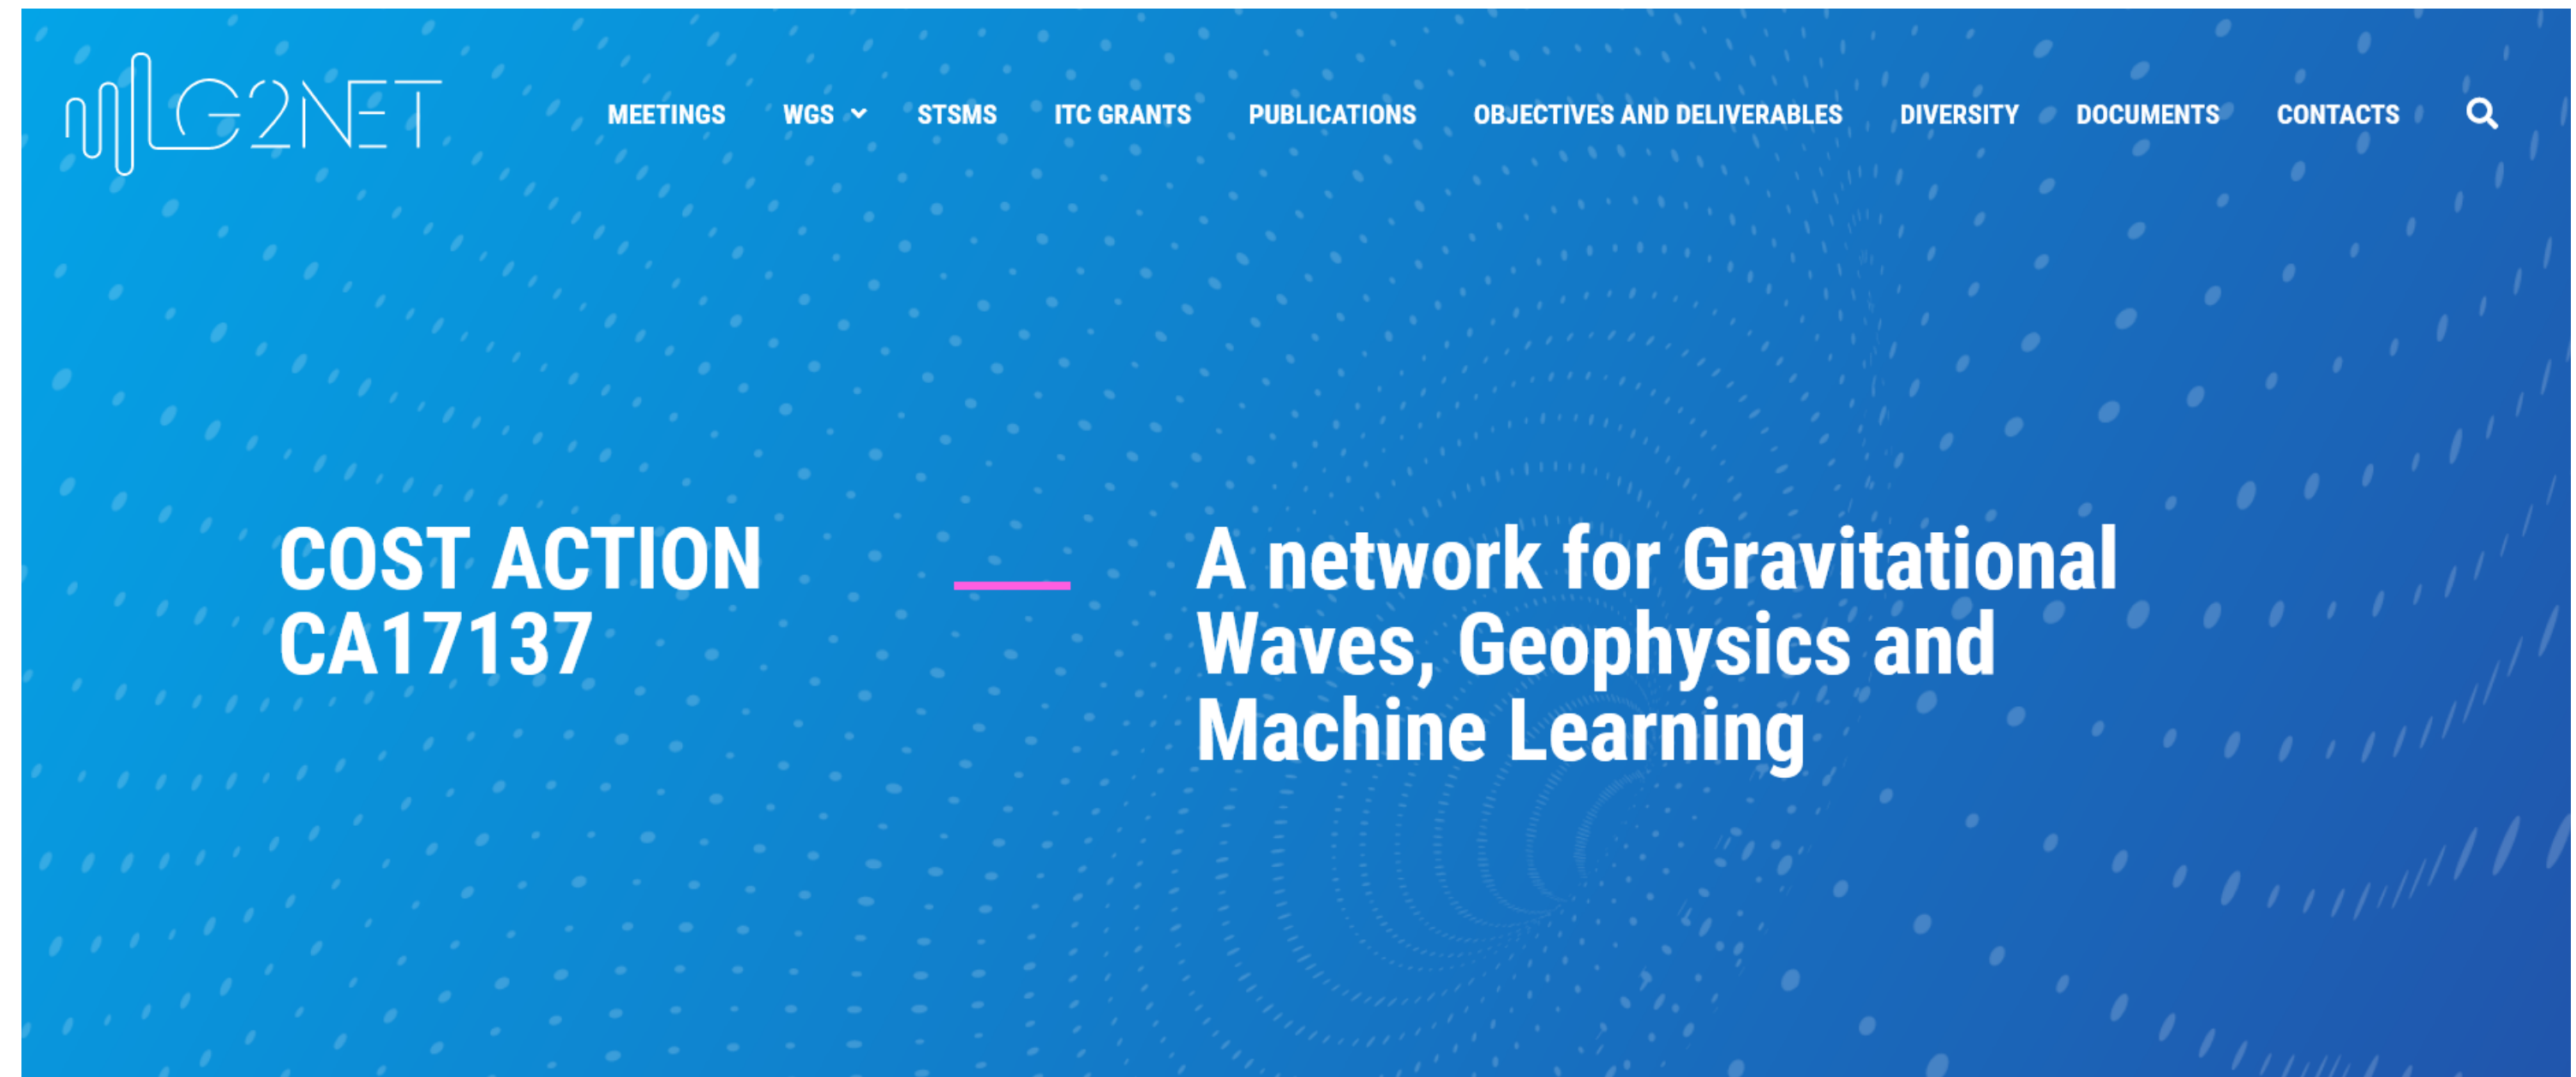 G2NET
MEETINGS WGS STSMS ITC GRANTS PUBLICATIONS OBJECTIVES AND DELIVERABLES DIVERSITY DOCUMENTS CONTACTS
COST ACTION
CA17137
A network for Gravitational
Waves, Geophysics and
Machine Learning